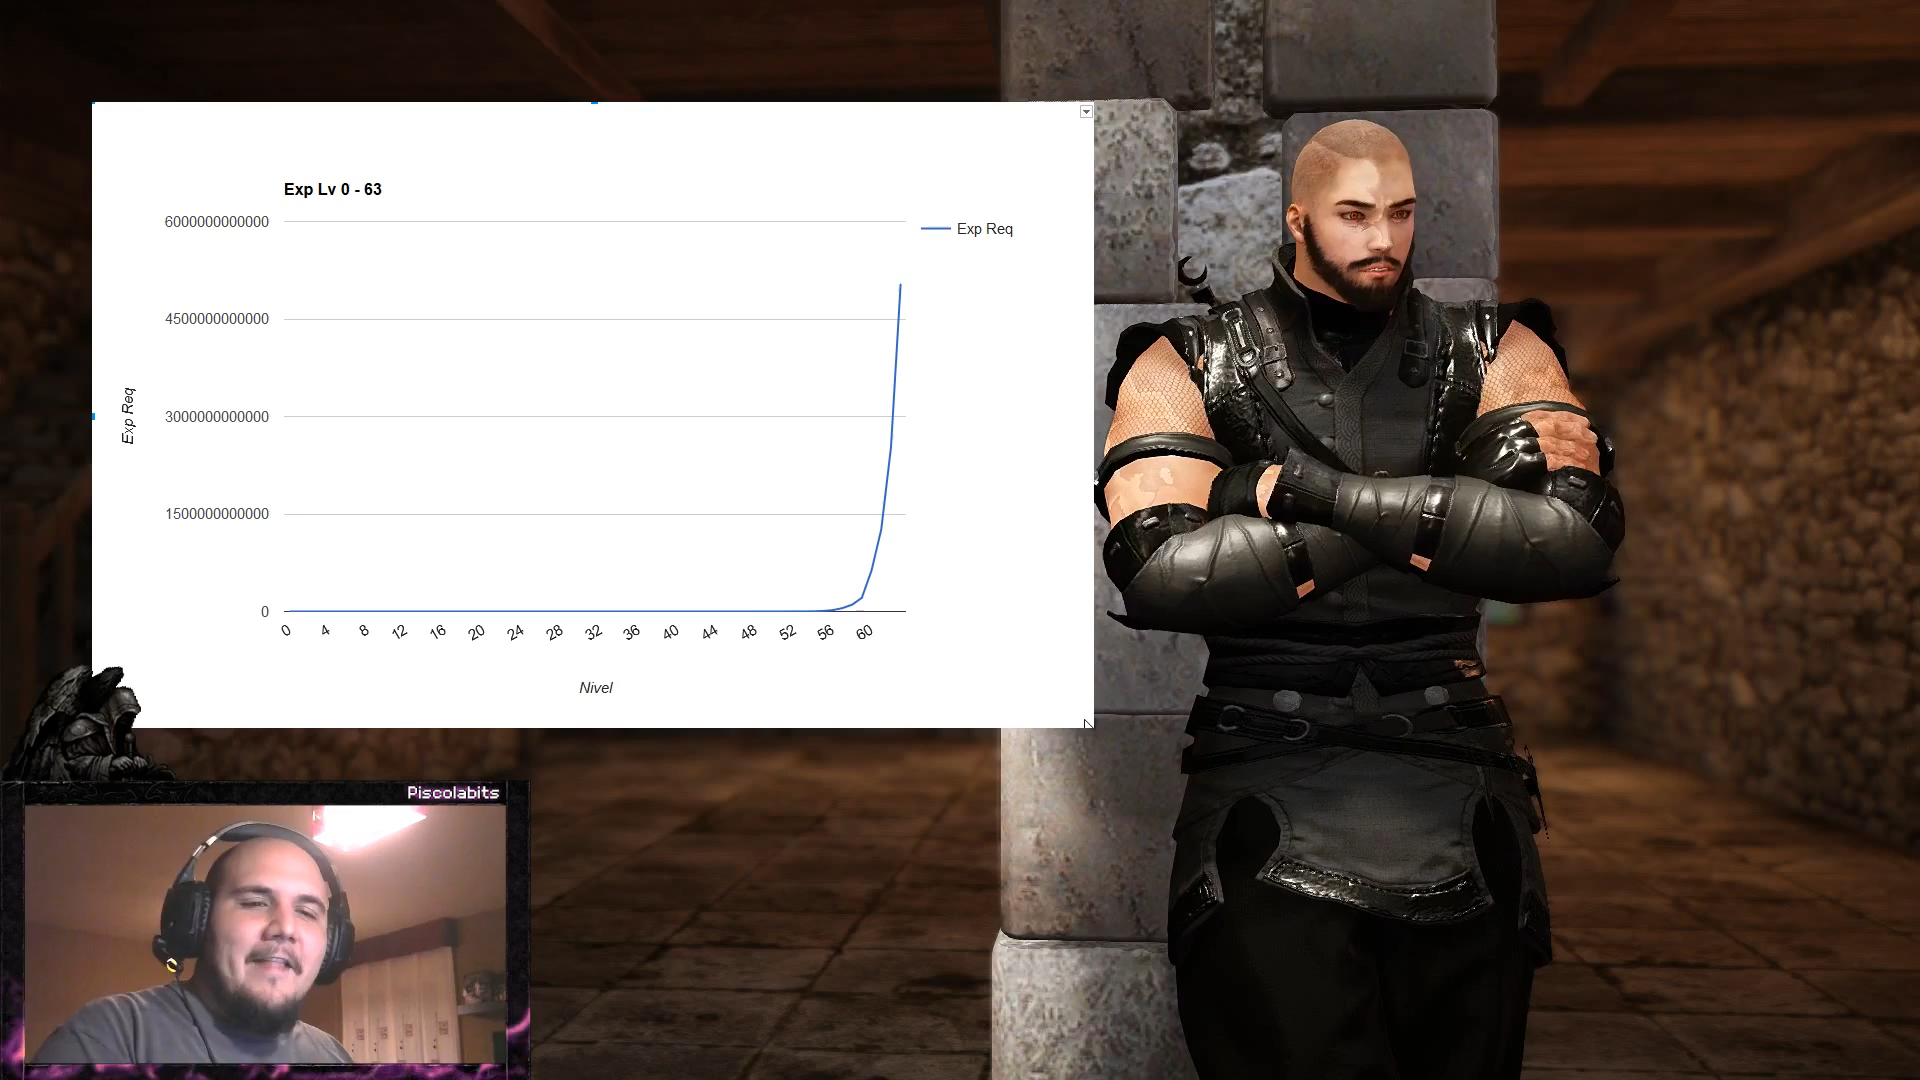 Exp Lv 0 - 63
6000000000000
Exp Req
4500000000000
3000000000000
1500000000000
0
Exp Req
0 4 8 12 16 20 24 28 32 36 40 44 48 52 56 60
Nivel
Piscolabits